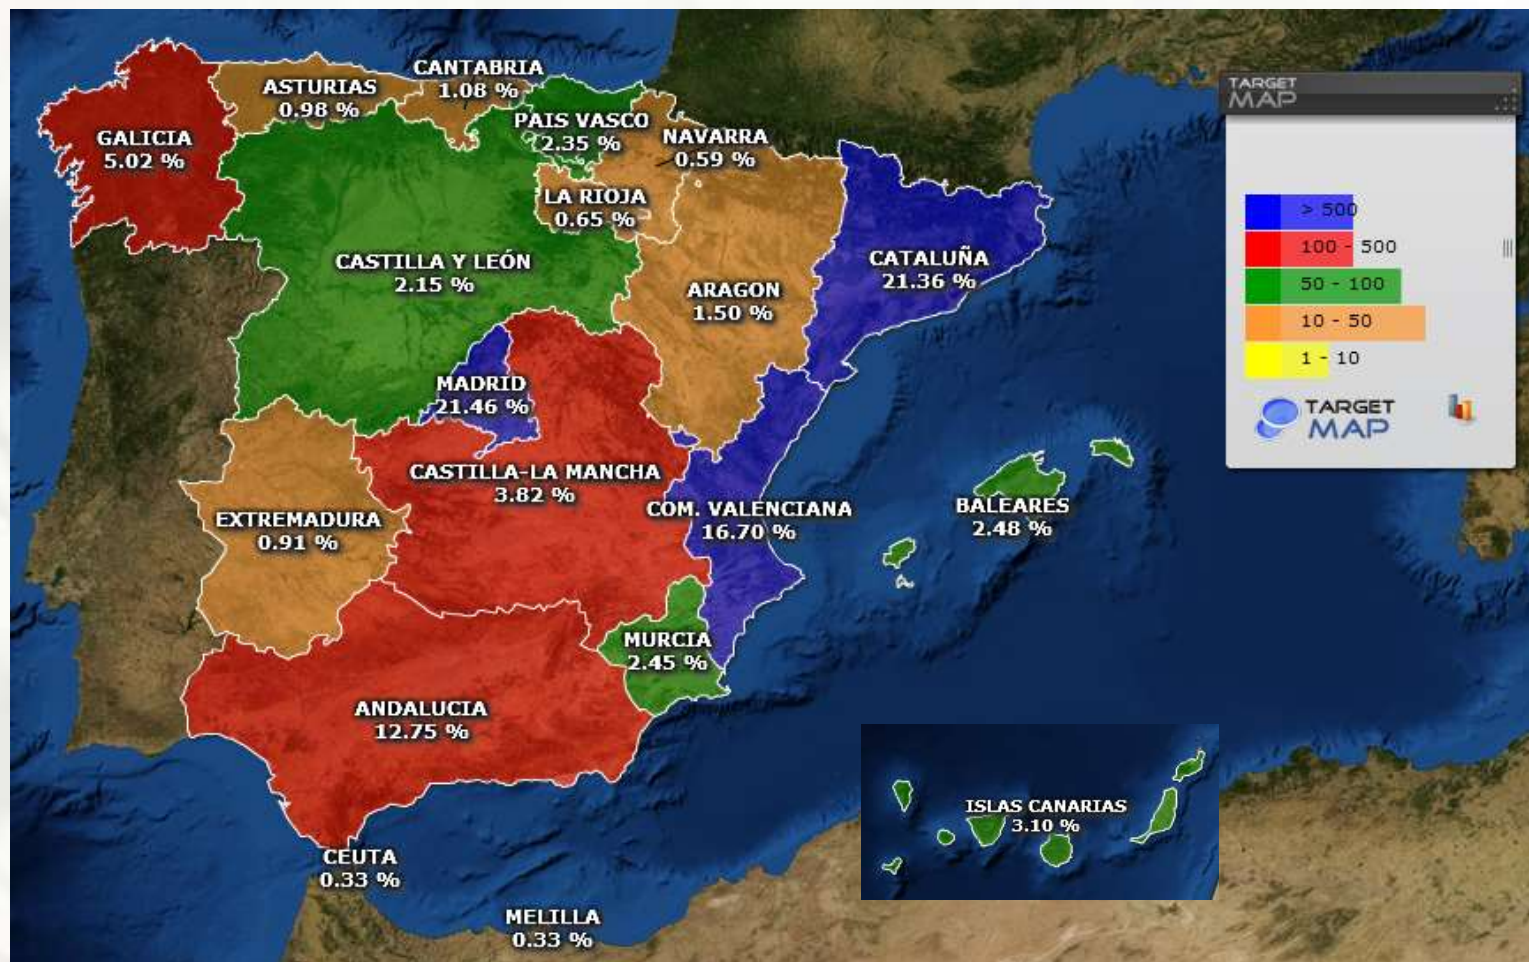 CANTABRIA
1.08 %
ASTURIAS
0.98 %
PAIS VASCO
2.35 %
NAVARRA
0.59 %
GALICIA
5.02 %
LA RIOJA
0.65 %
CASTILLA Y LEÓN
2.15 %
CATALUÑA
21.36 %
ARAGON
1.50 %
MADRID
21.46 %
CASTILLA-LA MANCHA
3.82 %
COM. VALENCIANA
16.70 %
BALEARES
2.48 %
EXTREMADURA
0.91 %
MURCIA
2.45 %
ANDALUCIA
12.75 %
ISLAS CANARIAS
3.10 %
CEUTA
0.33 %
MELILLA
0.33 %
TARGET
MAP
> 500
100 - 500
50 - 100
10 - 50
1 - 10
TARGET
MAP